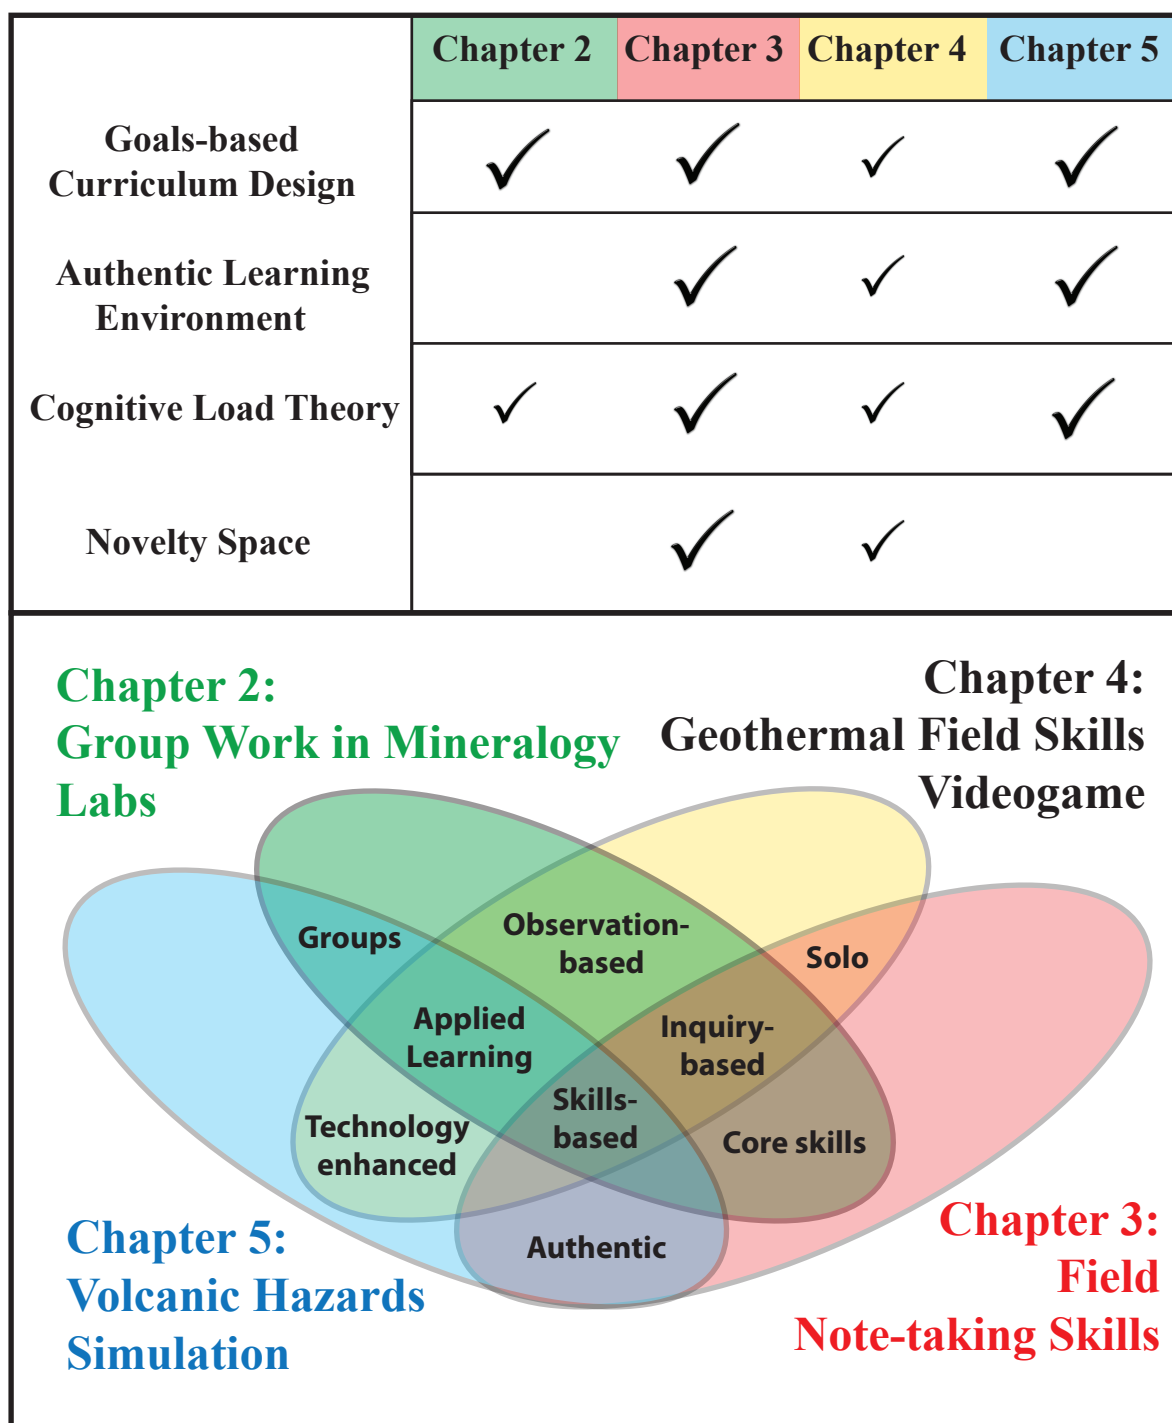 Chapter 2 Chapter 3 Chapter 4 Chapter 5
Goals-based
Curriculum Design
Authentic Learning
Environment
Cognitive Load Theory
Novelty Space
Chapter 2:
Group Work in Mineralogy
Labs
Chapter 4:
Geothermal Field Skills
Videogame
Groups
Observation-
based
Solo
Applied
Learning
Inquiry-
based
Skills-
based
Technology
enhanced
Core skills
Authentic
Chapter 5:
Volcanic Hazards
Simulation
Chapter 3:
Field
Note-taking Skills